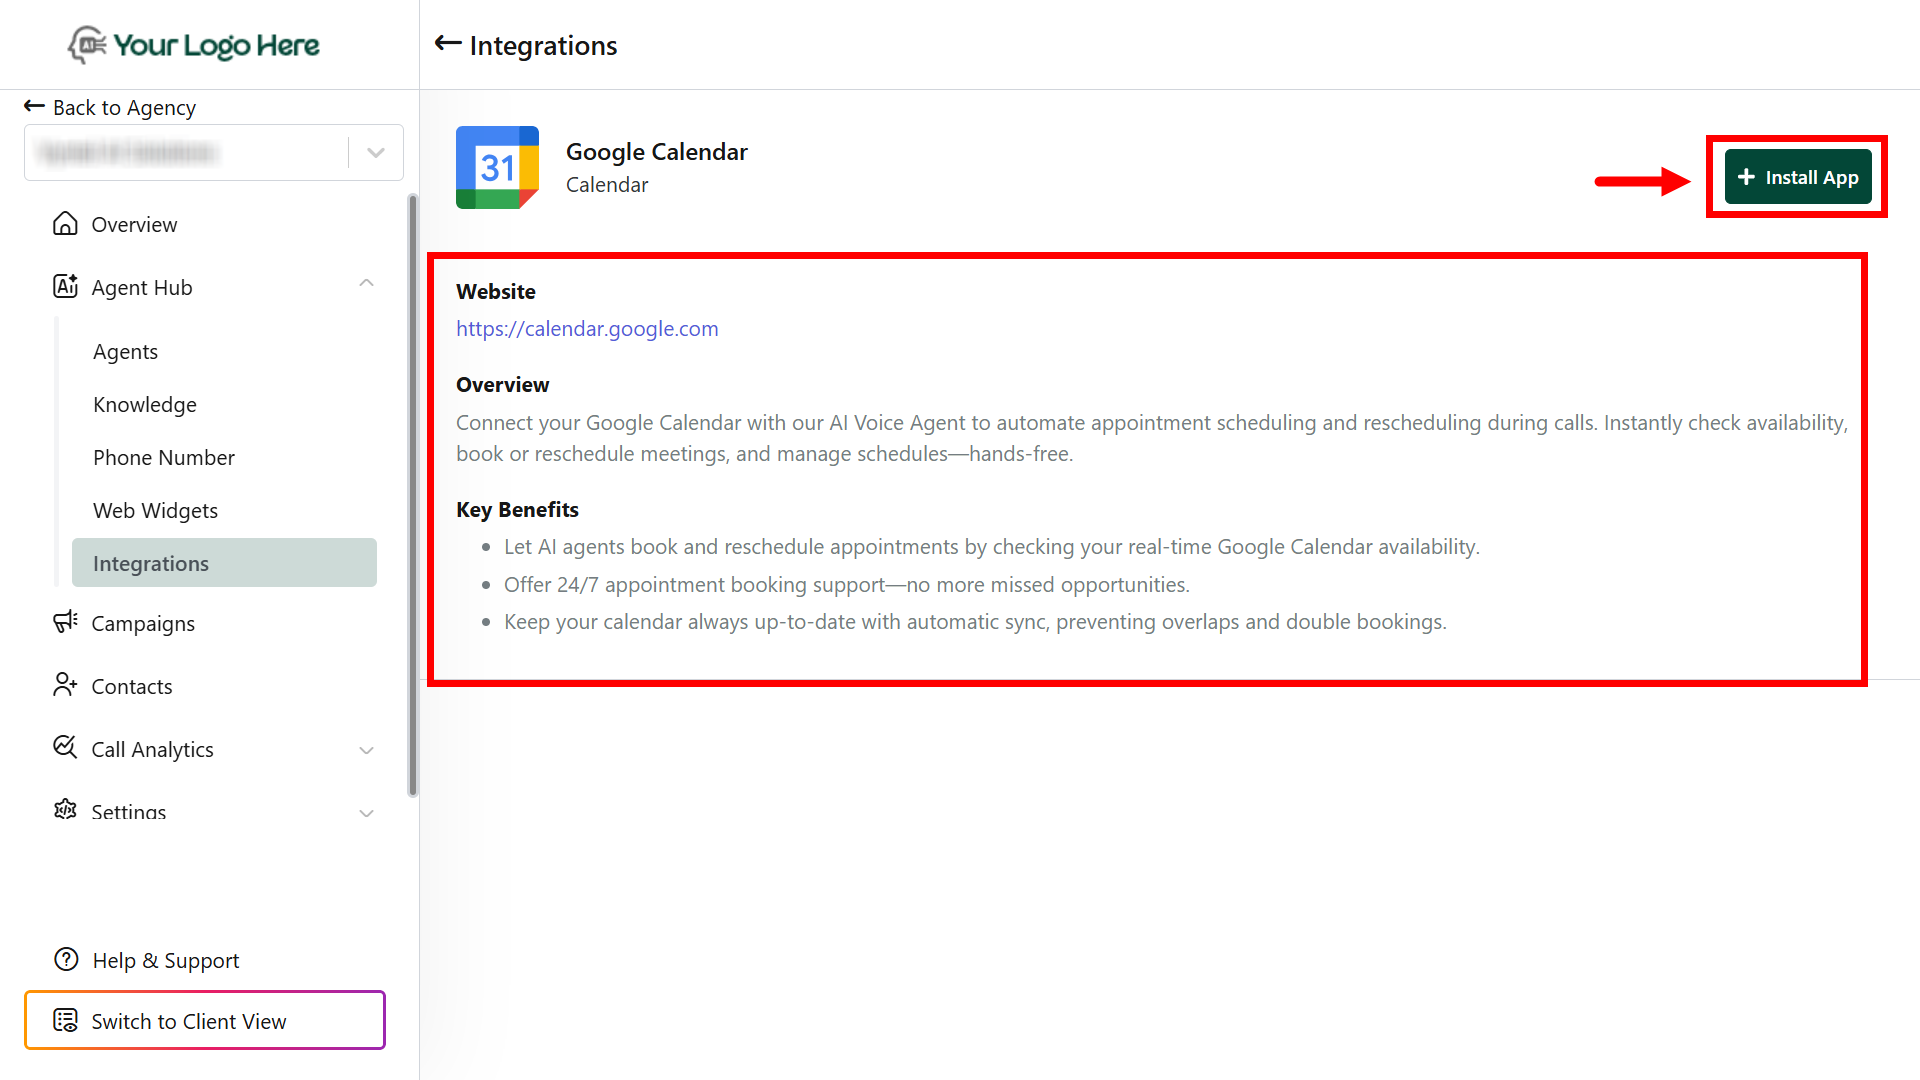 Your Logo Here
Back to Agency
Overview
Agent Hub
Agents
Knowledge
Phone Number
Web Widgets
Integrations
Campaigns
Contacts
Call Analytics
Settings
Help & Support
Switch to Client View
Integrations
31
Google Calendar
Calendar
+ Install App
Website
https://calendar.google.com
Overview
Connect your Google Calendar with our AI Voice Agent to automate appointment scheduling and rescheduling during calls. Instantly check availability,
book or reschedule meetings, and manage schedules—hands-free.
Key Benefits
Let AI agents book and reschedule appointments by checking your real-time Google Calendar availability.
Offer 24/7 appointment booking support—no more missed opportunities.
Keep your calendar always up-to-date with automatic sync, preventing overlaps and double bookings.